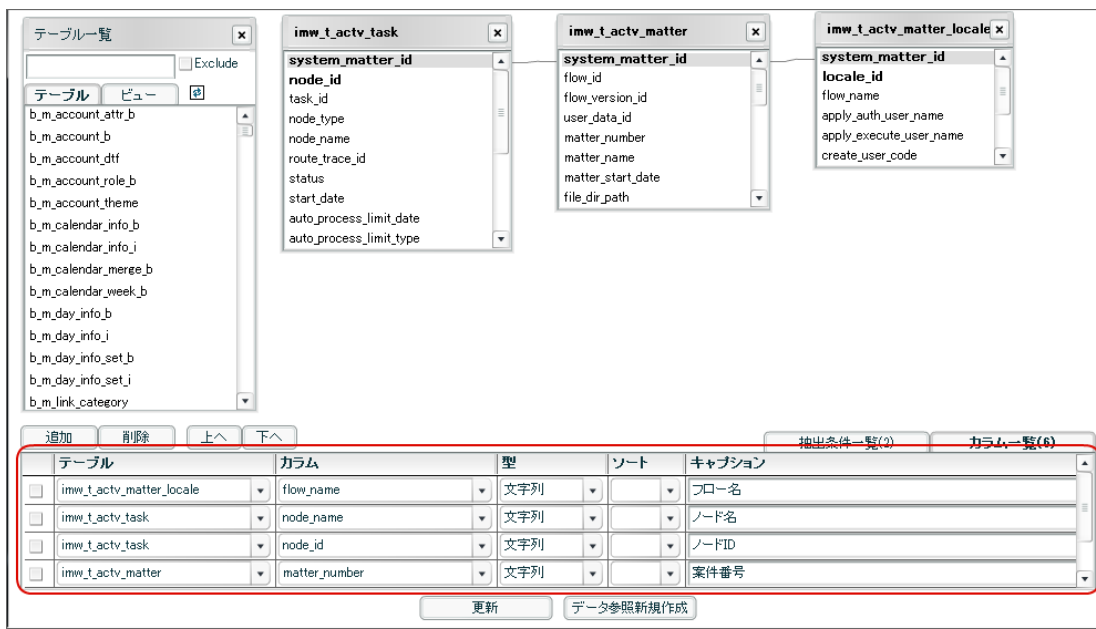 テーブル一覧
Exclude
テーブル ビュー
b_m_account_attr_b
b_m_account_b
b_m_account_dtf
b_m_account_role_b
b_m_account_theme
b_m_calendar_info_b
b_m_calendar_info_i
b_m_calendar_merge_b
b_m_calendar_week_b
b_m_day_info_b
b_m_day_info_i
b_m_day_info_set_b
b_m_day_info_set_i
b_m_link_category
imw_t_actv_task
system_matter_id
node_id
task_id
node_type
node_name
route_trace_id
status
start_date
auto_process_limit_date
auto_process_limit_type
imw_t_actv_matter
system_matter_id
flow_id
flow_version_id
user_data_id
matter_number
matter_name
matter_start_date
file_dir_path
imw_t_actv_matter_locale
system_matter_id
locale_id
flow_name
apply_auth_user_name
apply_execute_user_name
create_user_code
追加 削除 上へ 下へ 抽出条件一覧(2) カラム一覧(6)
テーブル カラム 型 ソート キャプション
imw_t_actv_matter_locale flow_name 文字列 フロー名
imw_t_actv_task node_name 文字列 ノード名
imw_t_actv_task node_id 文字列 ノードID
imw_t_actv_matter matter_number 文字列 案件番号
更新 データ参照新規作成